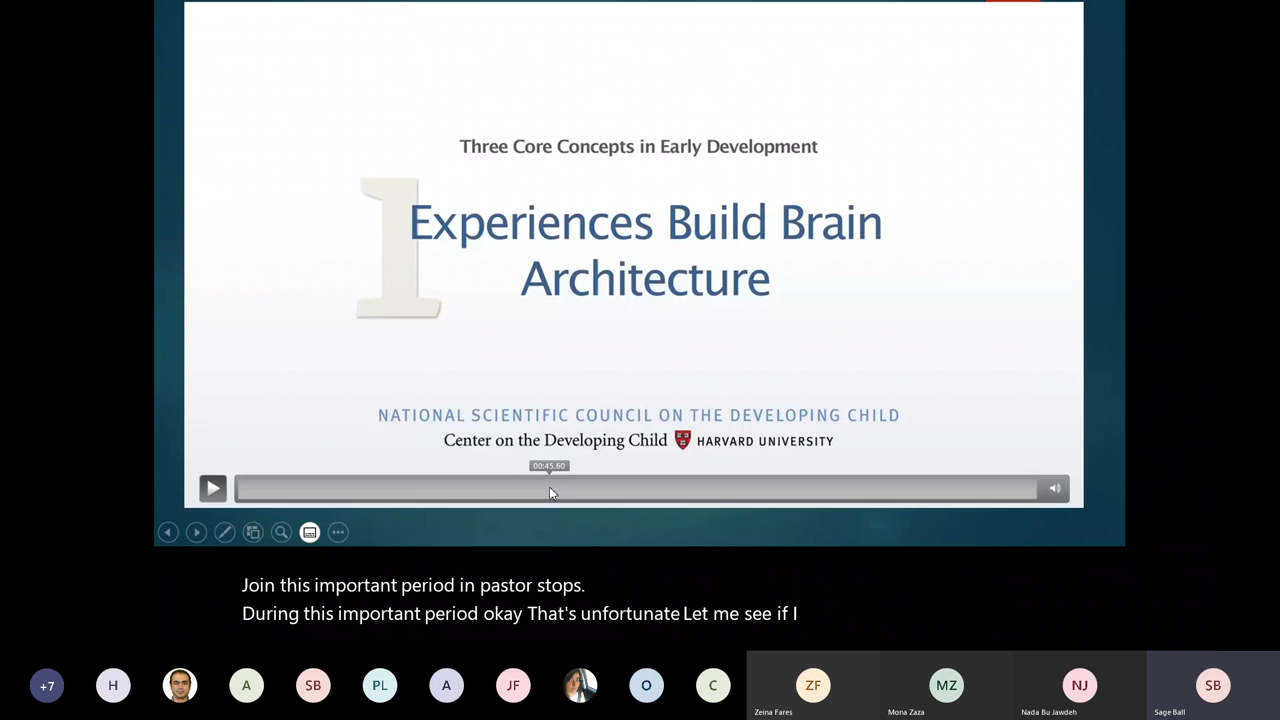 Three Core Concepts in Early Development
1
Experiences Build Brain
Architecture
NATIONAL SCIENTIFIC COUNCIL ON THE DEVELOPING CHILD
Center on the Developing Child HARVARD UNIVERSITY
00:45.60
Join this important period in pastor stops.
During this important period okay That's unfortunate Let me see if I
+7 H A SB PL A JF O C ZF MZ NJ SB
Zeina Fares Mona Zaza Nada Bu Jawdeh Sage Ball